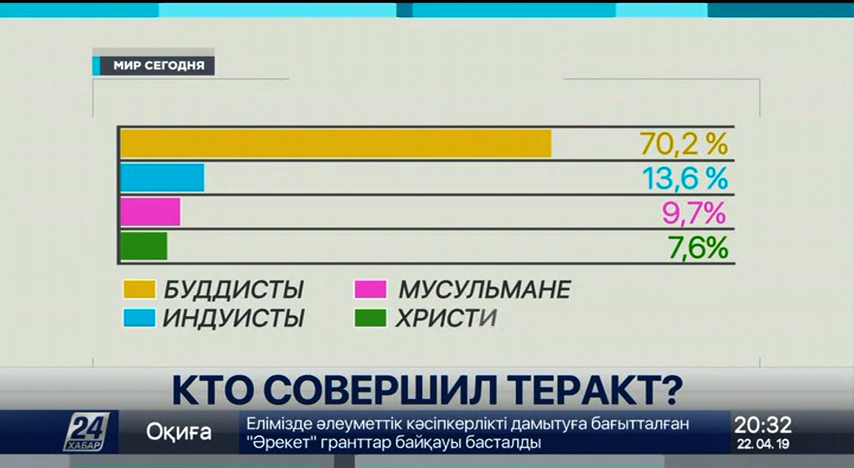 МИР СЕГОДНЯ
70,2 %
13,6 %
9,7%
7,6%
БУДДИСТЫ
МУСУЛЬМАНЕ
ИНДУИСТЫ
ХРИСТИ
КТО СОВЕРШИЛ ТЕРАКТ?
24
ХАБАР
Оқиға
Елімізде әлеуметтік кәсіпкерлікті дамытуға бағытталған
"Әрекет" гранттар байқауы басталды
20:32
22.04.19